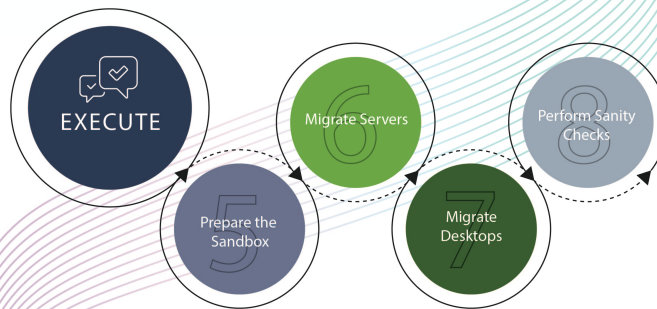 EXECUTE
5
Prepare the
Sandbox
6
Migrate Servers
7
Migrate
Desktops
8
Perform Sanity
Checks